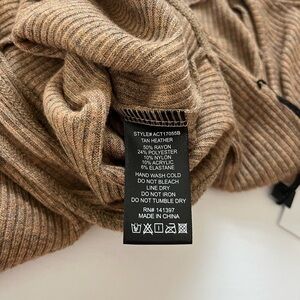 STYLE# ACT17055B
TAN HEATHER
50% RAYON
24% POLYESTER
10% NYLON
10% ACRYLIC
6% ELASTANE
HAND WASH COLD
DO NOT BLEACH
LINE DRY
DO NOT IRON
DO NOT TUMBLE DRY
RN# 141397
MADE IN CHINA